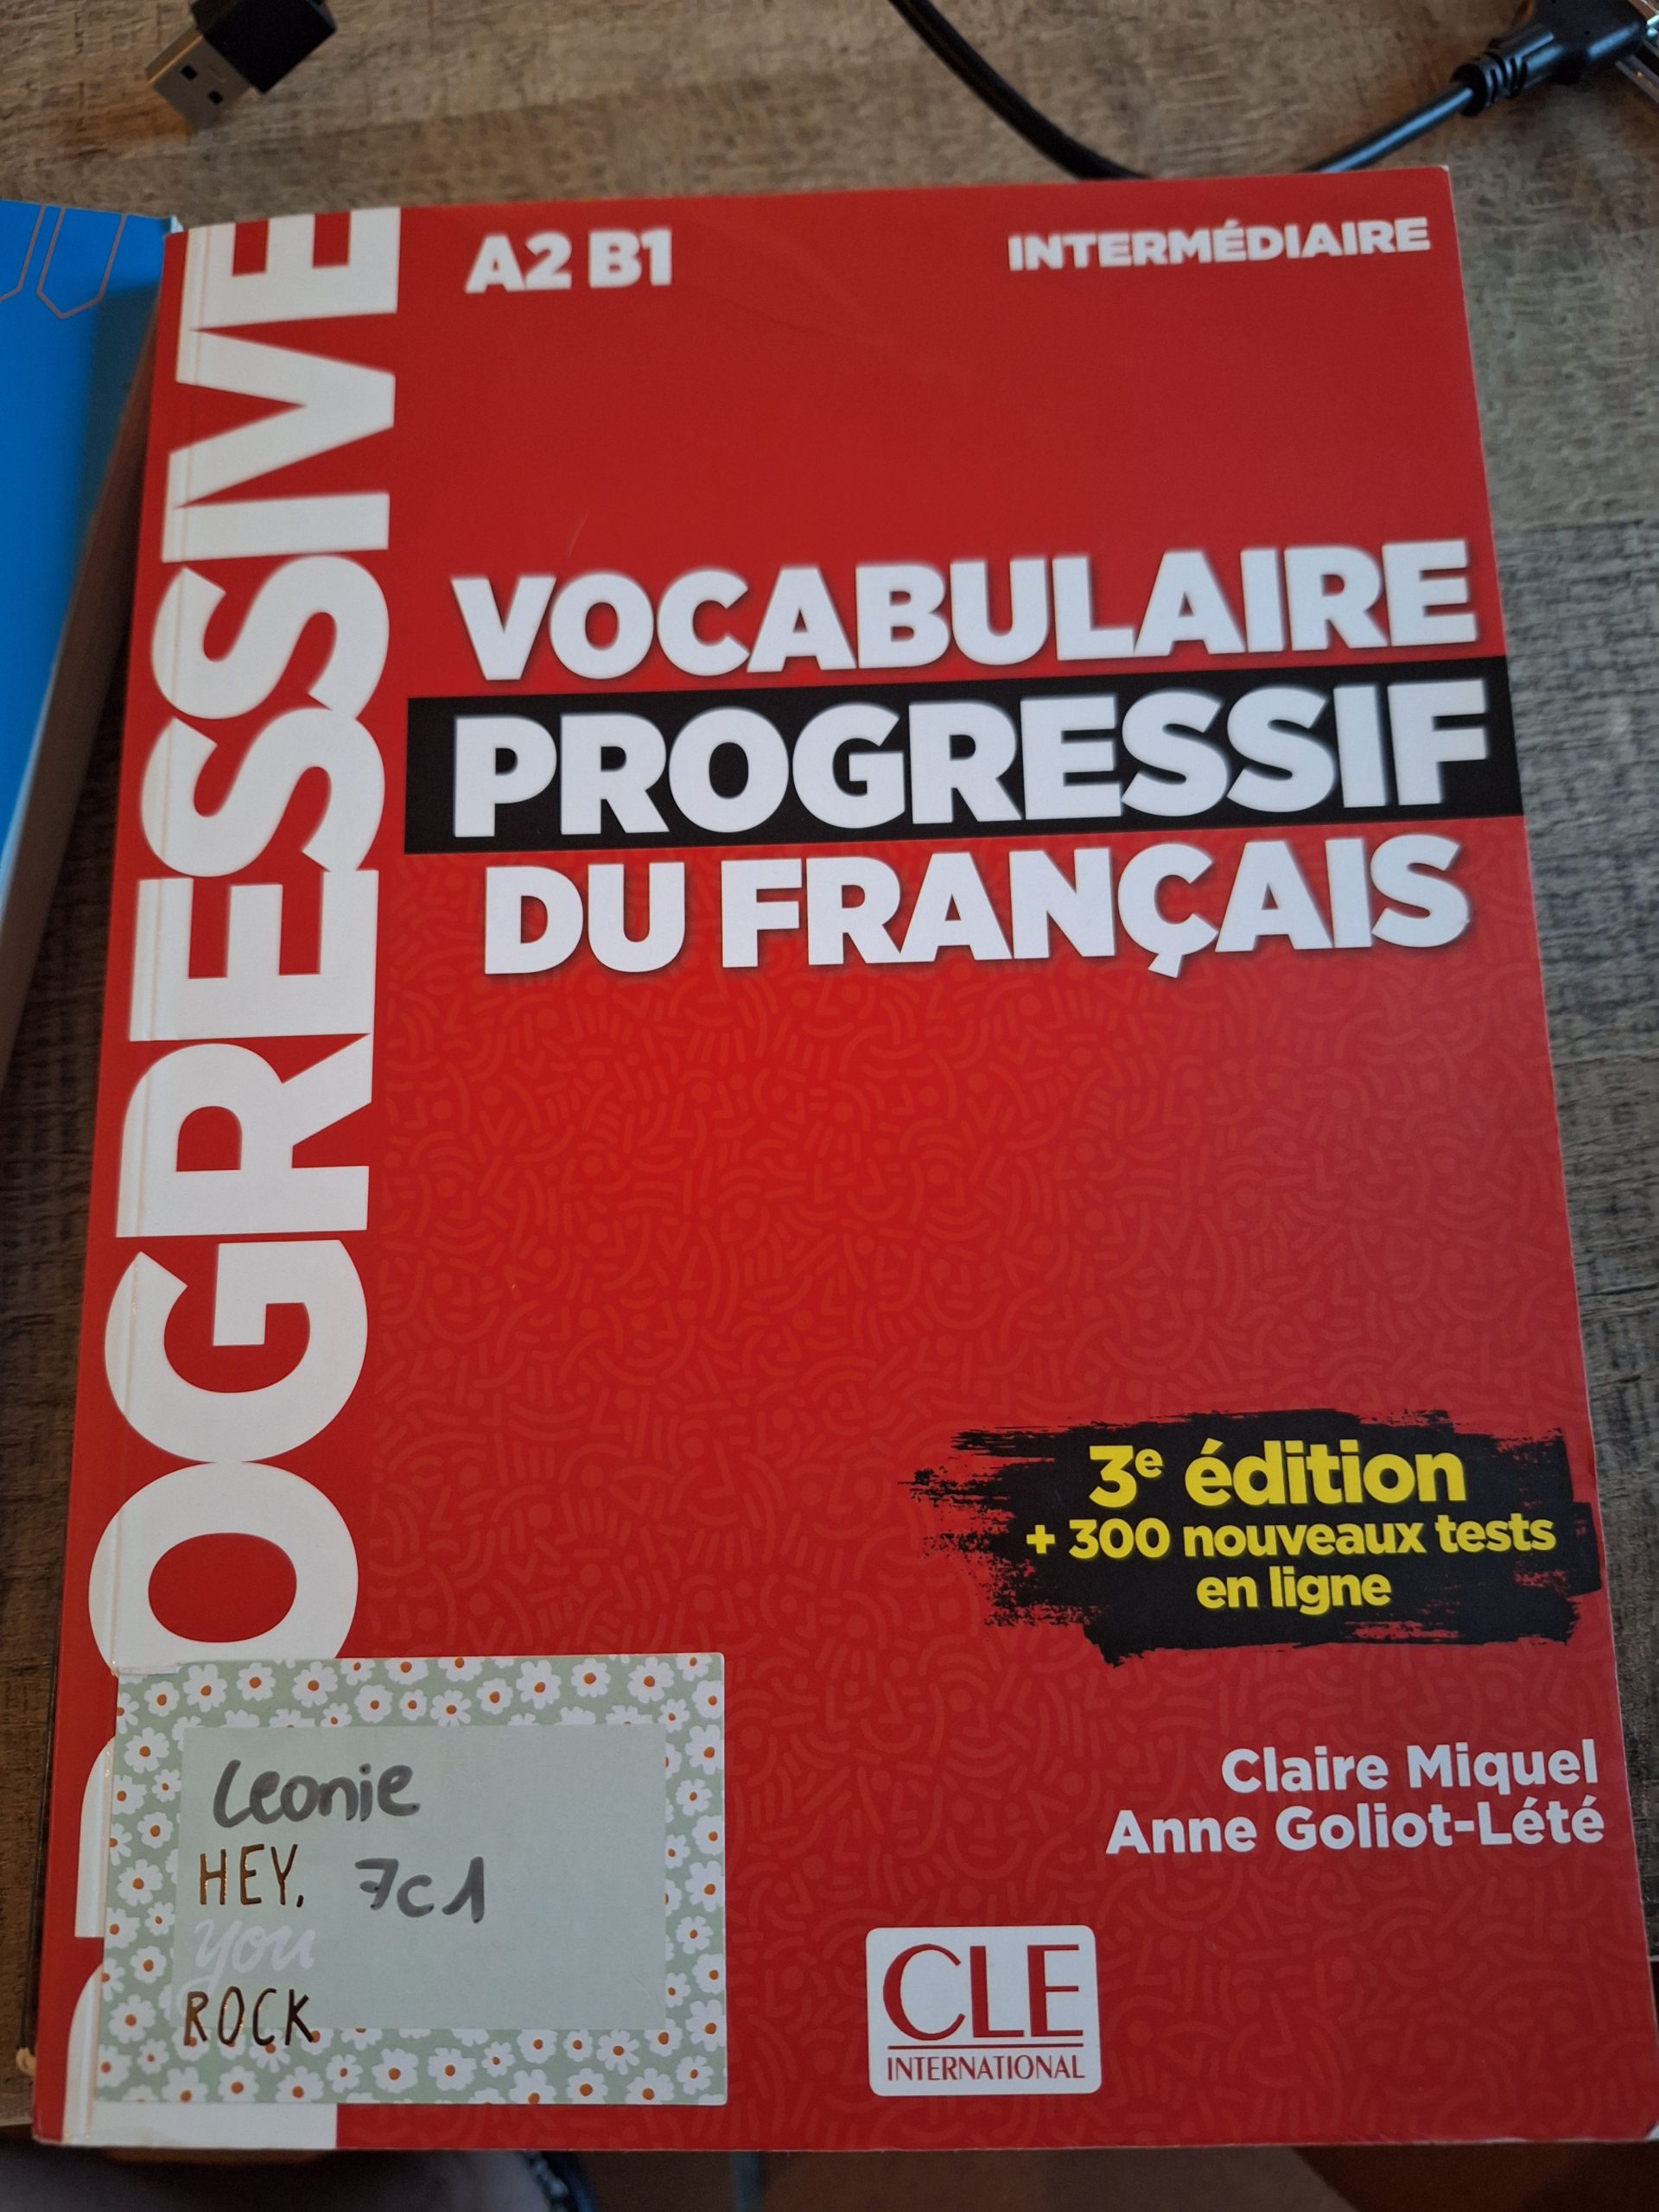 A2 B1
INTERMÉDIAIRE
VOCABULAIRE
PROGRESSIF
DU FRANÇAIS
3e édition
+ 300 nouveaux tests
en ligne
Claire Miquel
Anne Goliot-Lété
CLE
INTERNATIONAL
Leonie
HEY, 7C1
you
ROCK